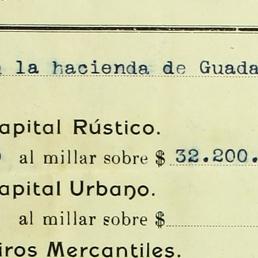 la hacienda de Guada
apital Rústico.
al millar sobre $ 32.200.
apital Urbano.
al millar sobre $
iros Mercantiles.